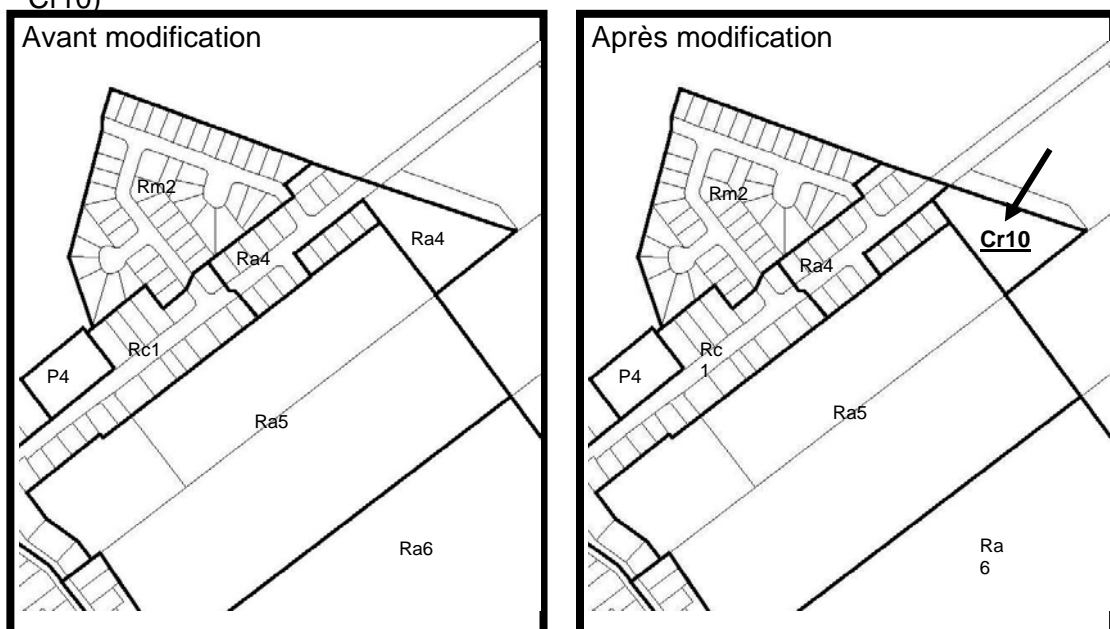 Cr10)
Avant modification
Rm2
Ra4
Ra4
Rc1
P4
Ra5
Ra6
Après modification
Rm2
Cr10
Ra4
Rc
1
P4
Ra5
Ra
6